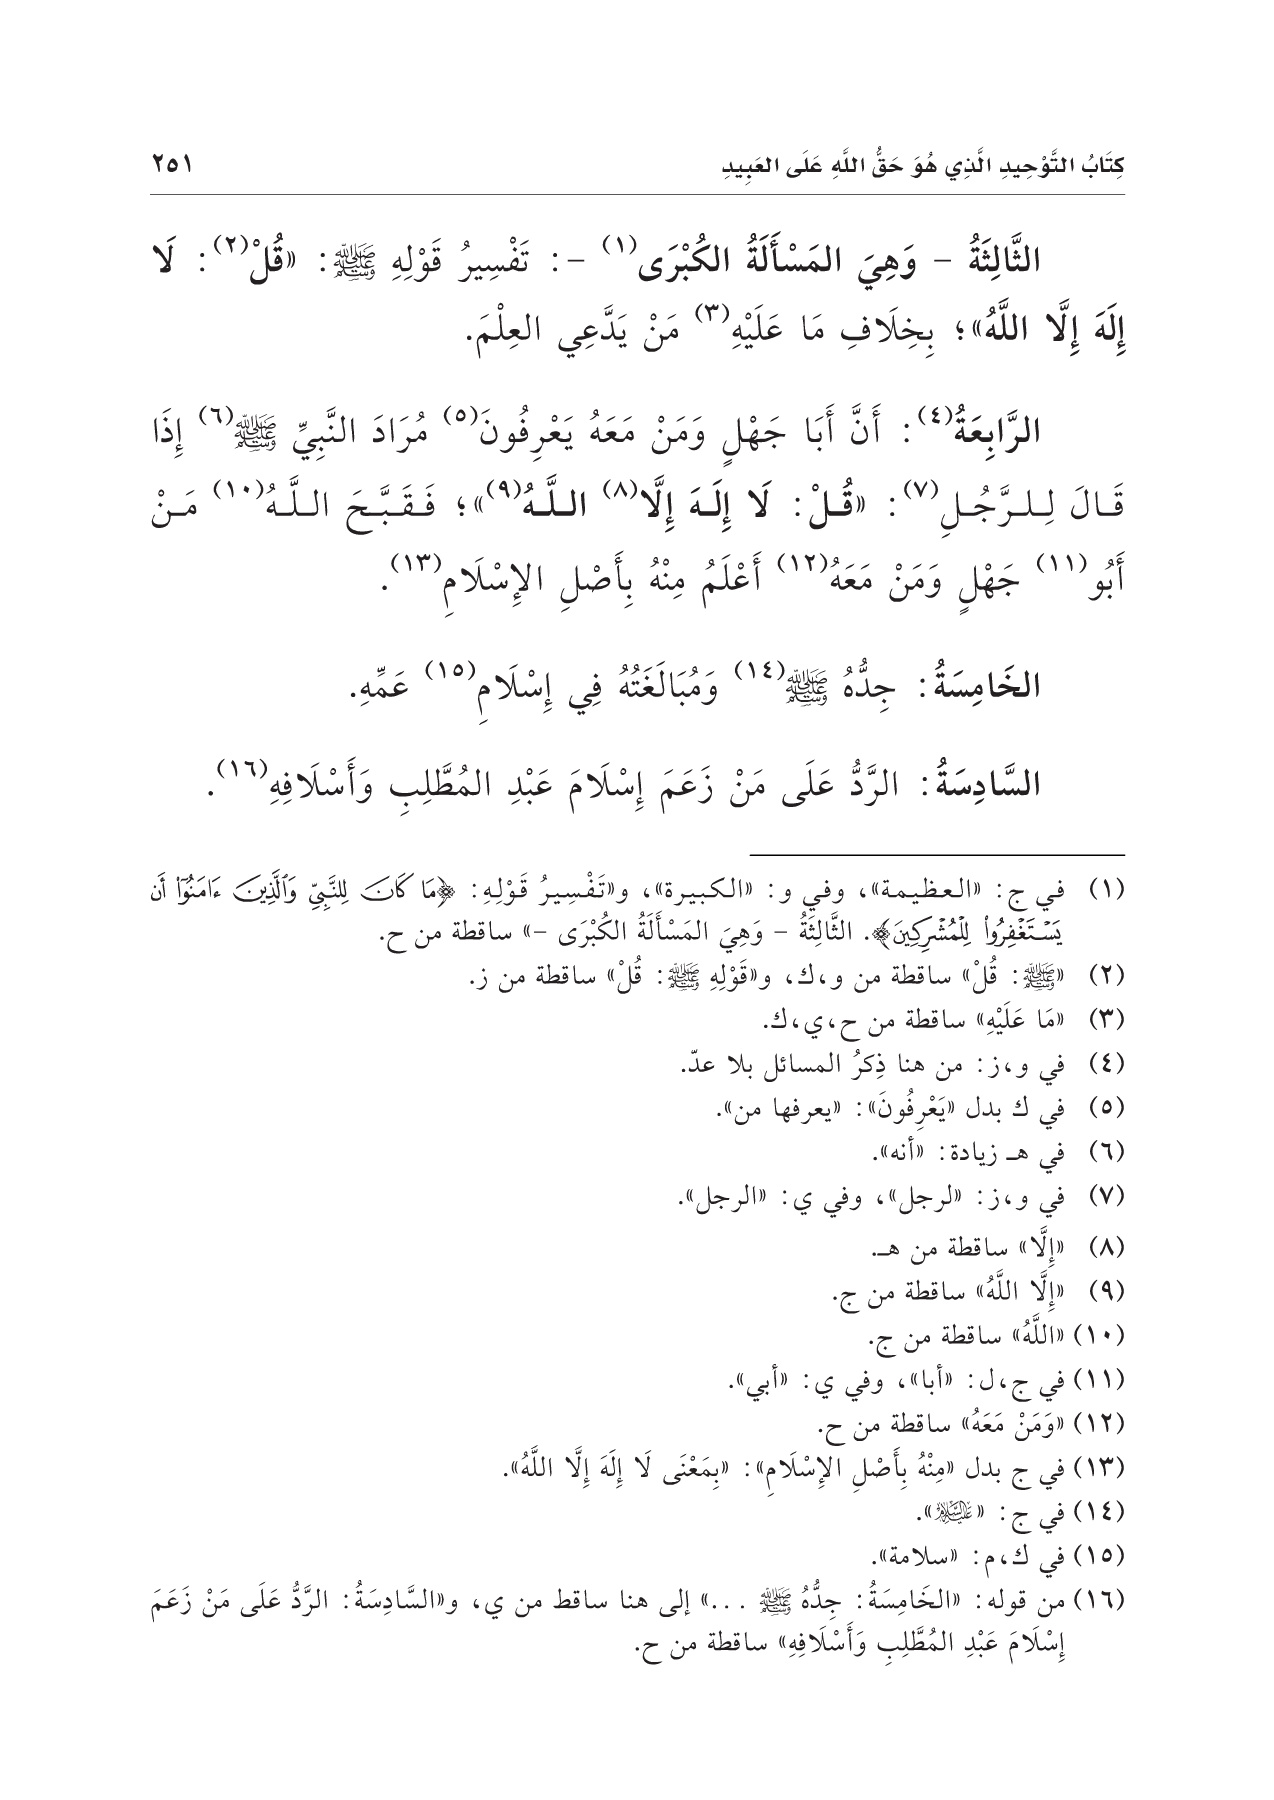 كِتَابُ التَّوْحِيدِ الَّذِي هُوَ حَقُّ اللَّهِ عَلَى العَبِيدِ ٢٥١
الثَّالِثَةُ - وَهِيَ المَسْأَلَةُ الكُبْرَى(١) -: تَفْسِيرُ قَوْلِهِ ﷺ: «قُلْ(٢): لَا
إِلَهَ إِلَّا اللَّهُ»؛ بِخِلَافِ مَا عَلَيْهِ(٣) مَنْ يَدَّعِي العِلْمَ.
الرَّابِعَةُ(٤): أَنَّ أَبَا جَهْلٍ وَمَنْ مَعَهُ يَعْرِفُونَ(٥) مُرَادَ النَّبِيِّ ﷺ(٦) إِذَا
قَالَ لِلرَّجُلِ(٧): «قُلْ: لَا إِلَهَ إِلَّا(٨) اللَّهُ(٩)»؛ فَقَبَّحَ اللَّهُ(١٠) مَنْ
أَبُو(١١) جَهْلٍ وَمَنْ مَعَهُ(١٢) أَعْلَمُ مِنْهُ بِأَصْلِ الإِسْلَامِ(١٣).
الخَامِسَةُ: جِدُّهُ ﷺ(١٤) وَمُبَالَغَتُهُ فِي إِسْلَامِ(١٥) عَمِّهِ.
السَّادِسَةُ: الرَّدُّ عَلَى مَنْ زَعَمَ إِسْلَامَ عَبْدِ المُطَّلِبِ وَأَسْلَافِهِ(١٦).
(١) في ج: «العظيمة»، وفي و: «الكبيرة»، و«تَفْسِيرُ قَوْلِهِ: ﴿مَا كَانَ لِلنَّبِيِّ وَٱلَّذِينَ ءَامَنُوٓاْ أَن
يَسْتَغْفِرُواْ لِلْمُشْرِكِينَ﴾. الثَّالِثَةُ - وَهِيَ المَسْأَلَةُ الكُبْرَى -» ساقطة من ح.
(٢) «ﷺ: قُلْ» ساقطة من و،ك، و«قَوْلِهِ ﷺ: قُلْ» ساقطة من ز.
(٣) «مَا عَلَيْهِ» ساقطة من ح،ي،ك.
(٤) في و،ز: من هنا ذِكرُ المسائل بلا عدّ.
(٥) في ك بدل «يَعْرِفُونَ»: «يعرفها من».
(٦) في هـ زيادة: «أنه».
(٧) في و،ز: «لرجل»، وفي ي: «الرجل».
(٨) «إِلَّا» ساقطة من هـ.
(٩) «إِلَّا اللَّهُ» ساقطة من ج.
(١٠) «اللَّهُ» ساقطة من ج.
(١١) في ج،ل: «أبا»، وفي ي: «أبي».
(١٢) «وَمَنْ مَعَهُ» ساقطة من ح.
(١٣) في ج بدل «مِنْهُ بِأَصْلِ الإِسْلَامِ»: «بِمَعْنَى لَا إِلَهَ إِلَّا اللَّهُ».
(١٤) في ج: «عليه السلام».
(١٥) في ك،م: «سلامة».
(١٦) من قوله: «الخَامِسَةُ: جِدُّهُ ﷺ ...» إلى هنا ساقط من ي، و«السَّادِسَةُ: الرَّدُّ عَلَى مَنْ زَعَمَ
إِسْلَامَ عَبْدِ المُطَّلِبِ وَأَسْلَافِهِ» ساقطة من ح.